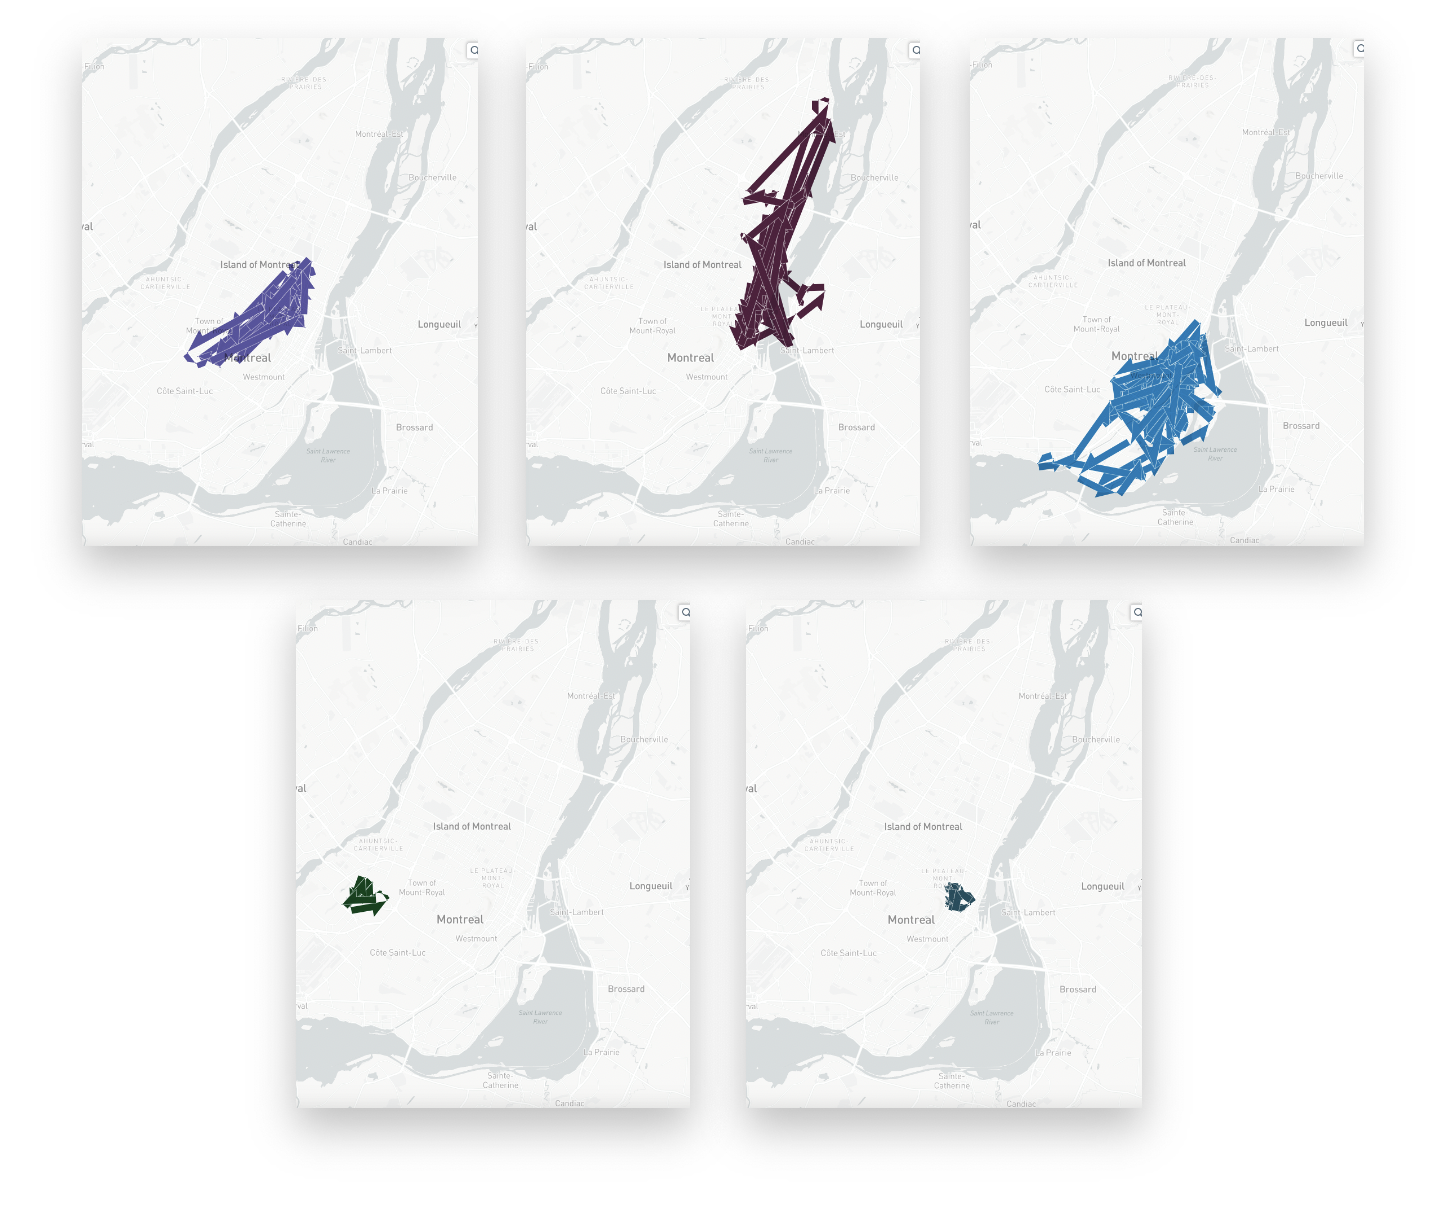 Filion
RIVIÈRE-DES-
PRAIRIES
Montréal-Est
Boucherville
val
Island of Montreal
AHUNTSIC-
CARTIERVILLE
Town of
Mount-Royal
Longueuil
Montreal
Saint-Lambert
Westmount
Côte Saint-Luc
Brossard
rval
Saint Lawrence
River
La Prairie
Sainte-
Catherine
Candiac
Filion
RIVIÈRE-DES-
PRAIRIES
Boucherville
val
Island of Montreal
AHUNTSIC-
CARTIERVILLE
LE PLATEAU-
MONT-
ROYAL
Town of
Mount-Royal
Longueuil
Montreal
Saint-Lambert
Westmount
Côte Saint-Luc
Brossard
rval
Saint Lawrence
River
La Prairie
Sainte-
Catherine
Candiac
Filion
RIVIÈRE-DES-
PRAIRIES
Montréal-Est
Boucherville
val
Island of Montreal
AHUNTSIC-
CARTIERVILLE
LE PLATEAU-
MONT-
ROYAL
Town of
Mount-Royal
Longueuil
Montreal
Saint-Lambert
Côte Saint-Luc
Brossard
Saint Lawrence
River
La Prairie
Sainte-
Catherine
Candiac
Filion
RIVIÈRE-DES-
PRAIRIES
Montréal-Est
Boucherville
val
Island of Montreal
AHUNTSIC-
CARTIERVILLE
LE PLATEAU-
MONT-
ROYAL
Town of
Mount-Royal
Longueuil
Montreal
Saint-Lambert
Westmount
Côte Saint-Luc
Brossard
rval
Saint Lawrence
River
La Prairie
Sainte-
Catherine
Candiac
Filion
RIVIÈRE-DES-
PRAIRIES
Montréal-Est
Boucherville
val
Island of Montreal
AHUNTSIC-
CARTIERVILLE
LE PLATEAU-
MONT-
Town of
Mount-Royal
Longueuil
Montreal
Saint-Lambert
Westmount
Côte Saint-Luc
Brossard
rval
Saint Lawrence
River
La Prairie
Sainte-
Catherine
Candiac